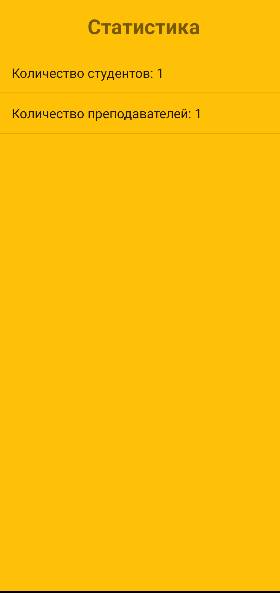 Статистика
Количество студентов: 1
Количество преподавателей: 1